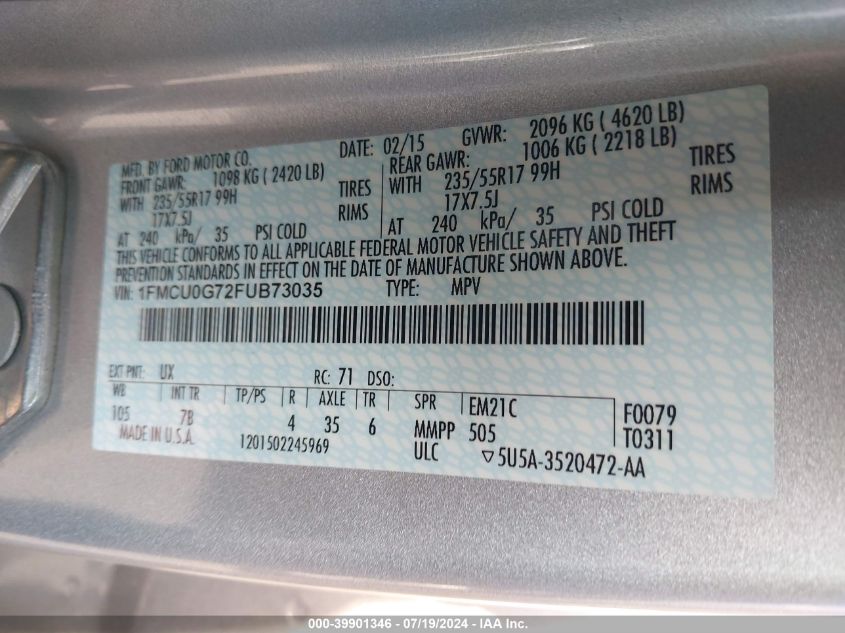 MFD. BY FORD MOTOR CO. DATE: 02/15 GVWR: 2096 KG ( 4620 LB)
FRONT GAWR: 1098 KG ( 2420 LB) REAR GAWR: 1006 KG ( 2218 LB)
WITH 235/55R17 99H TIRES WITH 235/55R17 99H TIRES
17X7.5J RIMS 17X7.5J RIMS
AT 240 kPa/ 35 PSI COLD AT 240 kPa/ 35 PSI COLD
THIS VEHICLE CONFORMS TO ALL APPLICABLE FEDERAL MOTOR VEHICLE SAFETY AND THEFT
PREVENTION STANDARDS IN EFFECT ON THE DATE OF MANUFACTURE SHOWN ABOVE.
VIN: 1FMCU0G72FUB73035 TYPE: MPV
EXT PNT: UX RC: 71 DSO:
WB INT TR TP/PS R AXLE TR SPR EM21C F0079
105 7B 4 35 6 MMPP 505 T0311
MADE IN U.S.A. 1201502245969 ULC ▽5U5A-3520472-AA
000-39901346 - 07/19/2024 - IAA Inc.